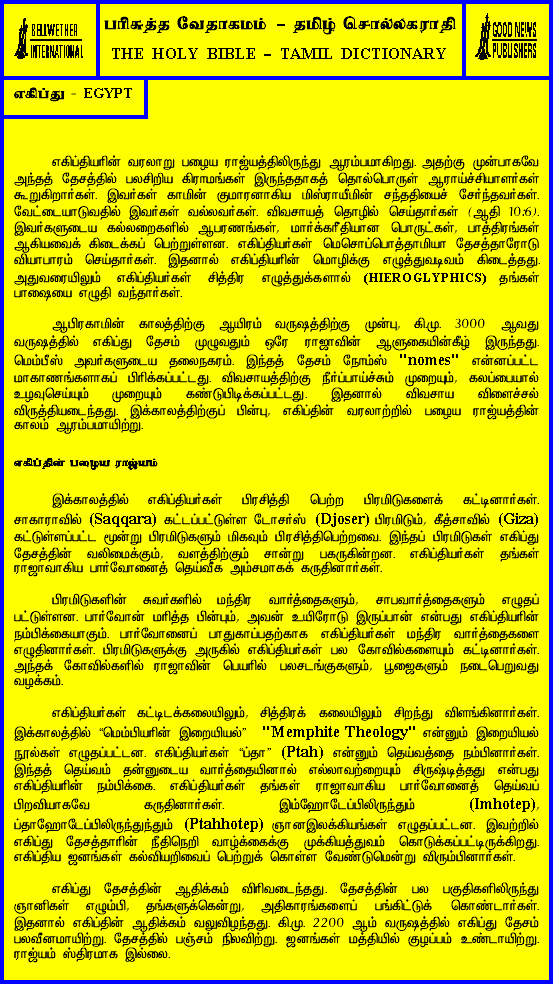 BELLWETHER
INTERNATIONAL
பரிசுத்த வேதாகமம் - தமிழ் சொல்லகராதி
THE HOLY BIBLE - TAMIL DICTIONARY
GOOD NEWS
PUBLISHERS
எகிப்து - EGYPT
எகிப்தியரின் வரலாறு பழைய ராஜ்யத்திலிருந்து ஆரம்பமாகிறது. அதற்கு முன்பாகவே
அந்தத் தேசத்தில் பலசிறிய கிராமங்கள் இருந்ததாகத் தொல்பொருள் ஆராய்ச்சியாளர்கள்
கூறுகிறார்கள். இவர்கள் காமின் குமாரனாகிய மிஸ்ராயீமின் சந்ததியைச் சேர்ந்தவர்கள்.
வேட்டையாடுவதில் இவர்கள் வல்லவர்கள். விவசாயத் தொழில் செய்தார்கள் (ஆதி 10:6).
இவர்களுடைய கல்லறைகளில் ஆபரணங்கள், மார்க்கரீதியான பொருட்கள், பாத்திரங்கள்
ஆகியவைக் கிடைக்கப் பெற்றுள்ளன. எகிப்தியர்கள் மெசொப்பொத்தாமியா தேசத்தாரோடு
வியாபாரம் செய்தார்கள். இதனால் எகிப்தியரின் மொழிக்கு எழுத்துவடிவம் கிடைத்தது.
அதுவரையிலும் எகிப்தியர்கள் சித்திர எழுத்துக்களால் (HIEROGLYPHICS) தங்கள்
பாஷையை எழுதி வந்தார்கள்.
ஆபிரகாமின் காலத்திற்கு ஆயிரம் வருஷத்திற்கு முன்பு, கி.மு. 3000 ஆவது
வருஷத்தில் எகிப்து தேசம் முழுவதும் ஒரே ராஜாவின் ஆளுகையின்கீழ் இருந்தது.
மெம்பீஸ் அவர்களுடைய தலைநகரம். இந்தத் தேசம் நோம்ஸ் "nomes" என்னப்பட்ட
மாகாணங்களாகப் பிரிக்கப்பட்டது. விவசாயத்திற்கு நீர்ப்பாய்ச்சும் முறையும், கலப்பையால்
உழவுசெய்யும் முறையும் கண்டுபிடிக்கப்பட்டது. இதனால் விவசாய விளைச்சல்
விருத்தியடைந்தது. இக்காலத்திற்குப் பின்பு, எகிப்தின் வரலாற்றில் பழைய ராஜ்யத்தின்
காலம் ஆரம்பமாயிற்று.
எகிப்தின் பழைய ராஜ்யம்
இக்காலத்தில் எகிப்தியர்கள் பிரசித்தி பெற்ற பிரமிடுகளைக் கட்டினார்கள்.
சாகாராவில் (Saqqara) கட்டப்பட்டுள்ள டோசர்ஸ் (Djoser) பிரமிடும், கீத்சாவில் (Giza)
கட்டுள்ளப்பட்ட மூன்று பிரமிடுகளும் மிகவும் பிரசித்திபெற்றவை. இந்தப் பிரமிடுகள் எகிப்து
தேசத்தின் வலிமைக்கும், வளத்திற்கும் சான்று பகருகின்றன. எகிப்தியர்கள் தங்கள்
ராஜாவாகிய பார்வோனைத் தெய்வீக அம்சமாகக் கருதினார்கள்.
பிரமிடுகளின் சுவர்களில் மந்திர வார்த்தைகளும், சாபவார்த்தைகளும் எழுதப்
பட்டுள்ளன. பார்வோன் மரித்த பின்பும், அவன் உயிரோடு இருப்பான் என்பது எகிப்தியரின்
நம்பிக்கையாகும். பார்வோனைப் பாதுகாப்பதற்காக எகிப்தியர்கள் மந்திர வார்த்தைகளை
எழுதினார்கள். பிரமிடுகளுக்கு அருகில் எகிப்தியர்கள் பல கோவில்களையும் கட்டினார்கள்.
அந்தக் கோவில்களில் ராஜாவின் பெயரில் பலசடங்குகளும், பூஜைகளும் நடைபெறுவது
வழக்கம்.
எகிப்தியர்கள் கட்டிடக்கலையிலும், சித்திரக் கலையிலும் சிறந்து விளங்கினார்கள்.
இக்காலத்தில் “மெம்பியரின் இறையியல்” "Memphite Theology" என்னும் இறையியல்
நூல்கள் எழுதப்பட்டன. எகிப்தியர்கள் “ப்தா” (Ptah) என்னும் தெய்வத்தை நம்பினார்கள்.
இந்தத் தெய்வம் தன்னுடைய வார்த்தையினால் எல்லாவற்றையும் சிருஷ்டித்தது என்பது
எகிப்தியரின் நம்பிக்கை. எகிப்தியர்கள் தங்கள் ராஜாவாகிய பார்வோனைத் தெய்வப்
பிறவியாகவே கருதினார்கள். இம்ஹோடேப்பிலிருந்தும் (Imhotep),
ப்தாஹோடேப்பிலிருந்துந்தும் (Ptahhotep) ஞானஇலக்கியங்கள் எழுதப்பட்டன. இவற்றில்
எகிப்து தேசத்தாரின் நீதிநெறி வாழ்க்கைக்கு முக்கியத்துவம் கொடுக்கப்பட்டிருக்கிறது.
எகிப்திய ஜனங்கள் கல்வியறிவைப் பெற்றுக் கொள்ள வேண்டுமென்று விரும்பினார்கள்.
எகிப்து தேசத்தின் ஆதிக்கம் விரிவடைந்தது. தேசத்தின் பல பகுதிகளிலிருந்து
ஞானிகள் எழும்பி, தங்களுக்கென்று, அதிகாரங்களைப் பங்கிட்டுக் கொண்டார்கள்.
இதனால் எகிப்தின் ஆதிக்கம் வலுவிழந்தது. கி.மு. 2200 ஆம் வருஷத்தில் எகிப்து தேசம்
பலவீனமாயிற்று. தேசத்தில் பஞ்சம் நிலவிற்று. ஜனங்கள் மத்தியில் குழப்பம் உண்டாயிற்று.
ராஜ்யம் ஸ்திரமாக இல்லை.